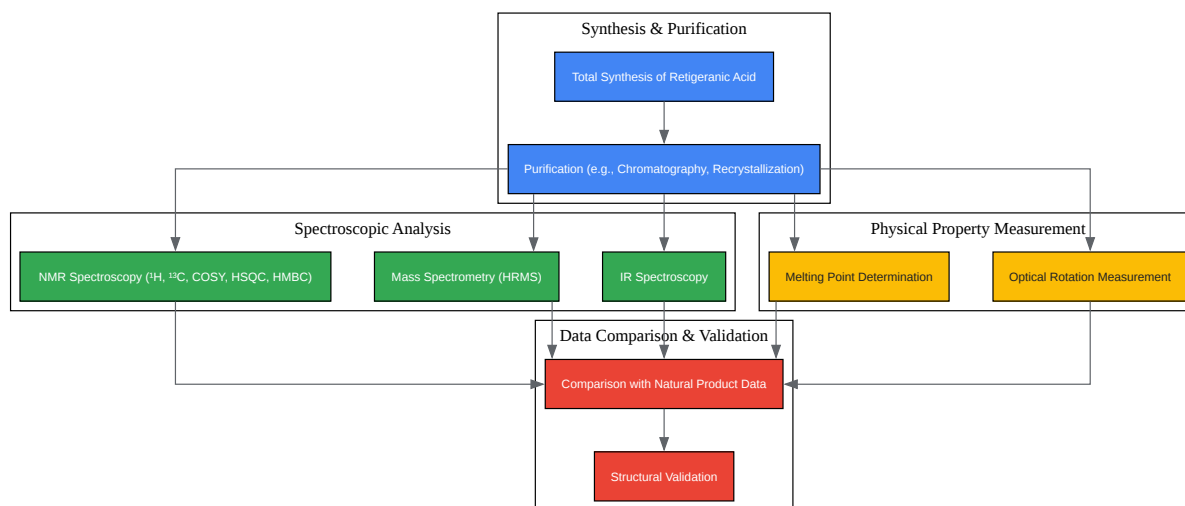 Synthesis & Purification
Total Synthesis of Retigeranic Acid
Purification (e.g., Chromatography, Recrystallization)
Spectroscopic Analysis
Physical Property Measurement
NMR Spectroscopy (¹H, ¹³C, COSY, HSQC, HMBC)
Mass Spectrometry (HRMS)
IR Spectroscopy
Melting Point Determination
Optical Rotation Measurement
Data Comparison & Validation
Comparison with Natural Product Data
Structural Validation